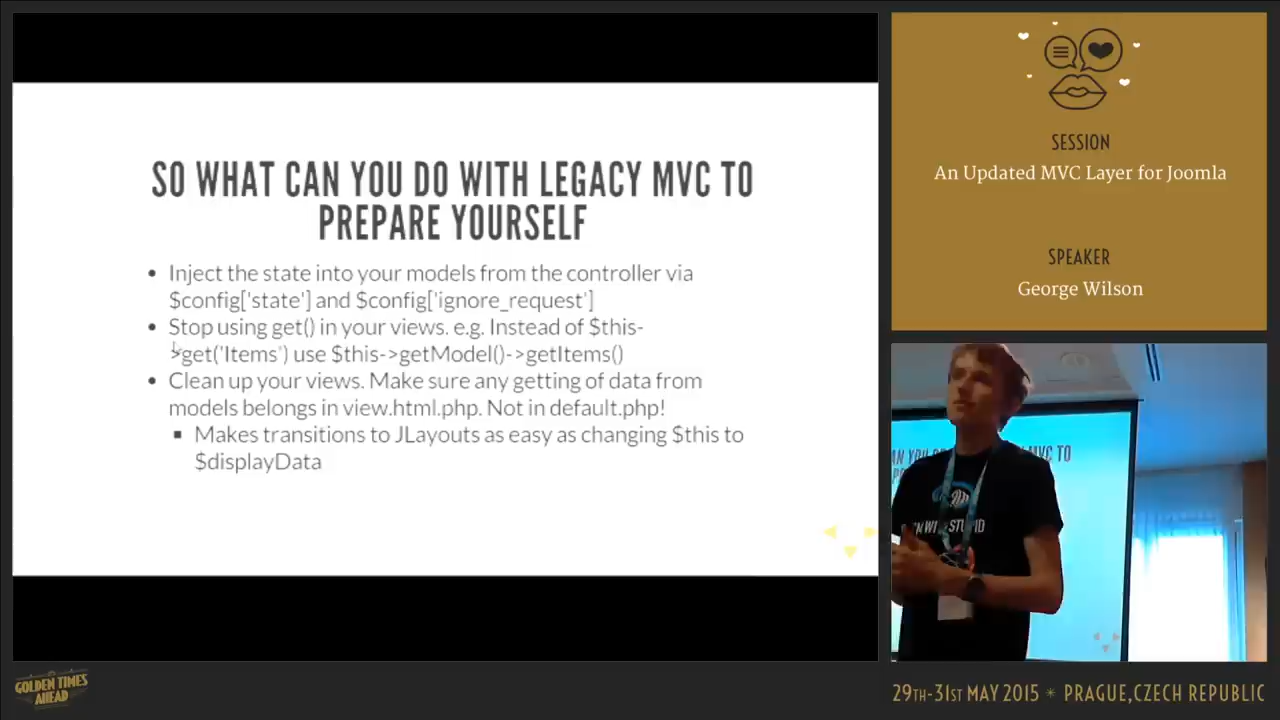 SO WHAT CAN YOU DO WITH LEGACY MVC TO
PREPARE YOURSELF
• Inject the state into your models from the controller via
$config['state'] and $config['ignore_request']
• Stop using get() in your views. e.g. Instead of $this-
>get('Items') use $this->getModel()->getItems()
• Clean up your views. Make sure any getting of data from
models belongs in view.html.php. Not in default.php!
▪ Makes transitions to JLayouts as easy as changing $this to
$displayData
SESSION
An Updated MVC Layer for Joomla
SPEAKER
George Wilson
MVC TO
STUPID
GOLDEN TIMES
AHEAD
29TH-31ST MAY 2015 * PRAGUE,CZECH REPUBLIC